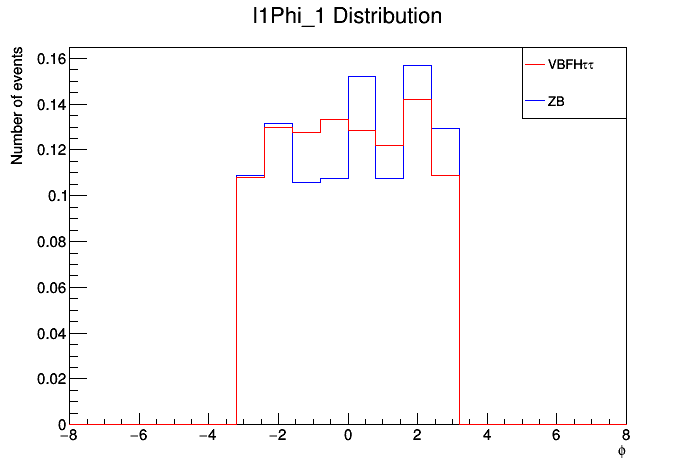 l1Phi_1 Distribution
Number of events
0.16
0.14
0.12
0.1
0.08
0.06
0.04
0.02
0
VBFHττ
ZB
−8 −6 −4 −2 0 2 4 6 8
ϕ